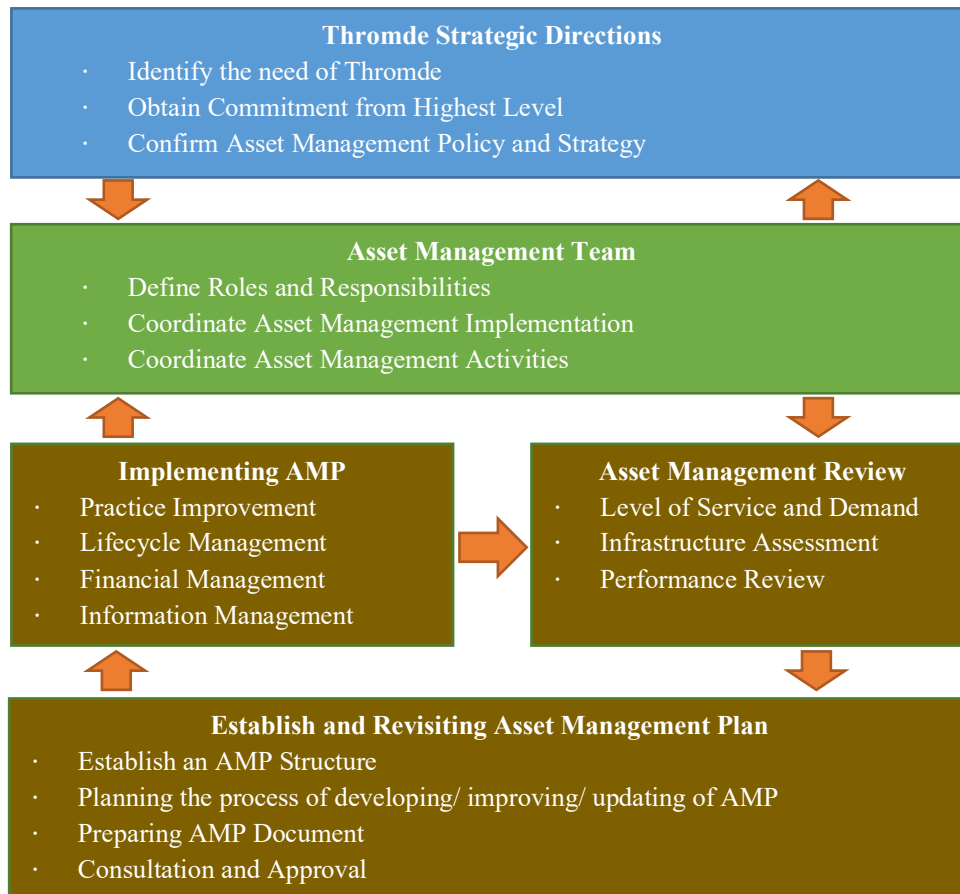 Thromde Strategic Directions
· Identify the need of Thromde
· Obtain Commitment from Highest Level
· Confirm Asset Management Policy and Strategy
Asset Management Team
· Define Roles and Responsibilities
· Coordinate Asset Management Implementation
· Coordinate Asset Management Activities
Implementing AMP
· Practice Improvement
· Lifecycle Management
· Financial Management
· Information Management
Asset Management Review
· Level of Service and Demand
· Infrastructure Assessment
· Performance Review
Establish and Revisiting Asset Management Plan
· Establish an AMP Structure
· Planning the process of developing/ improving/ updating of AMP
· Preparing AMP Document
· Consultation and Approval